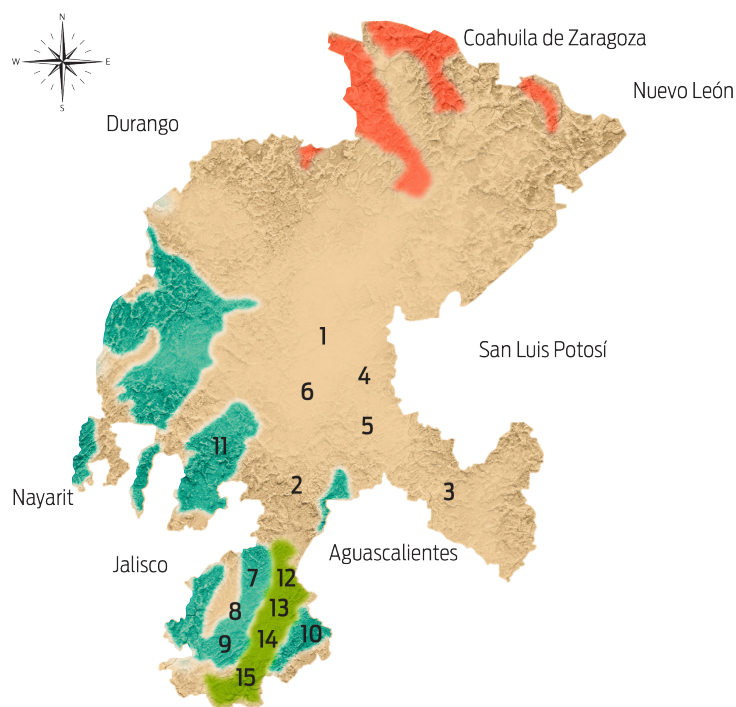 N
W E
S
Coahuila de Zaragoza
Nuevo León
Durango
1
San Luis Potosí
4
6
5
11
2
3
Nayarit
Aguascalientes
Jalisco
7
12
8
13
9
14
10
15